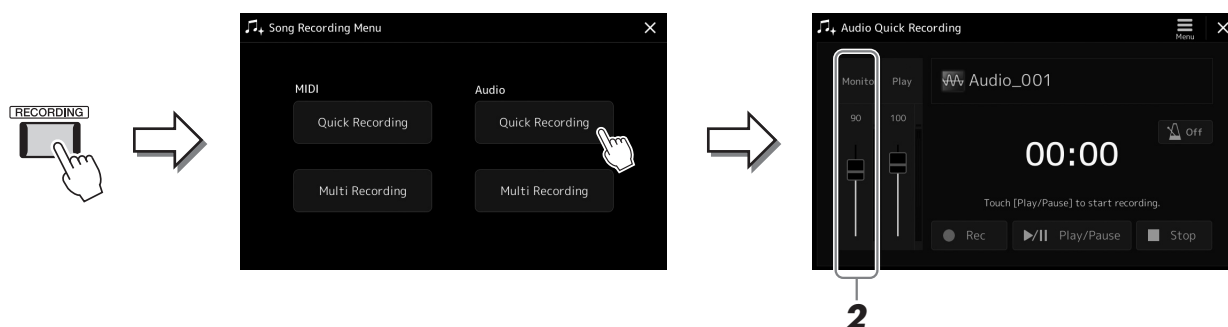 RECORDING
Song Recording Menu
MIDI
Audio
Quick Recording
Quick Recording
Multi Recording
Multi Recording
Audio Quick Recording
Menu
Monito
Play
90
100
Audio_001
Off
00:00
Touch [Play/Pause] to start recording.
Rec
Play/Pause
Stop
2